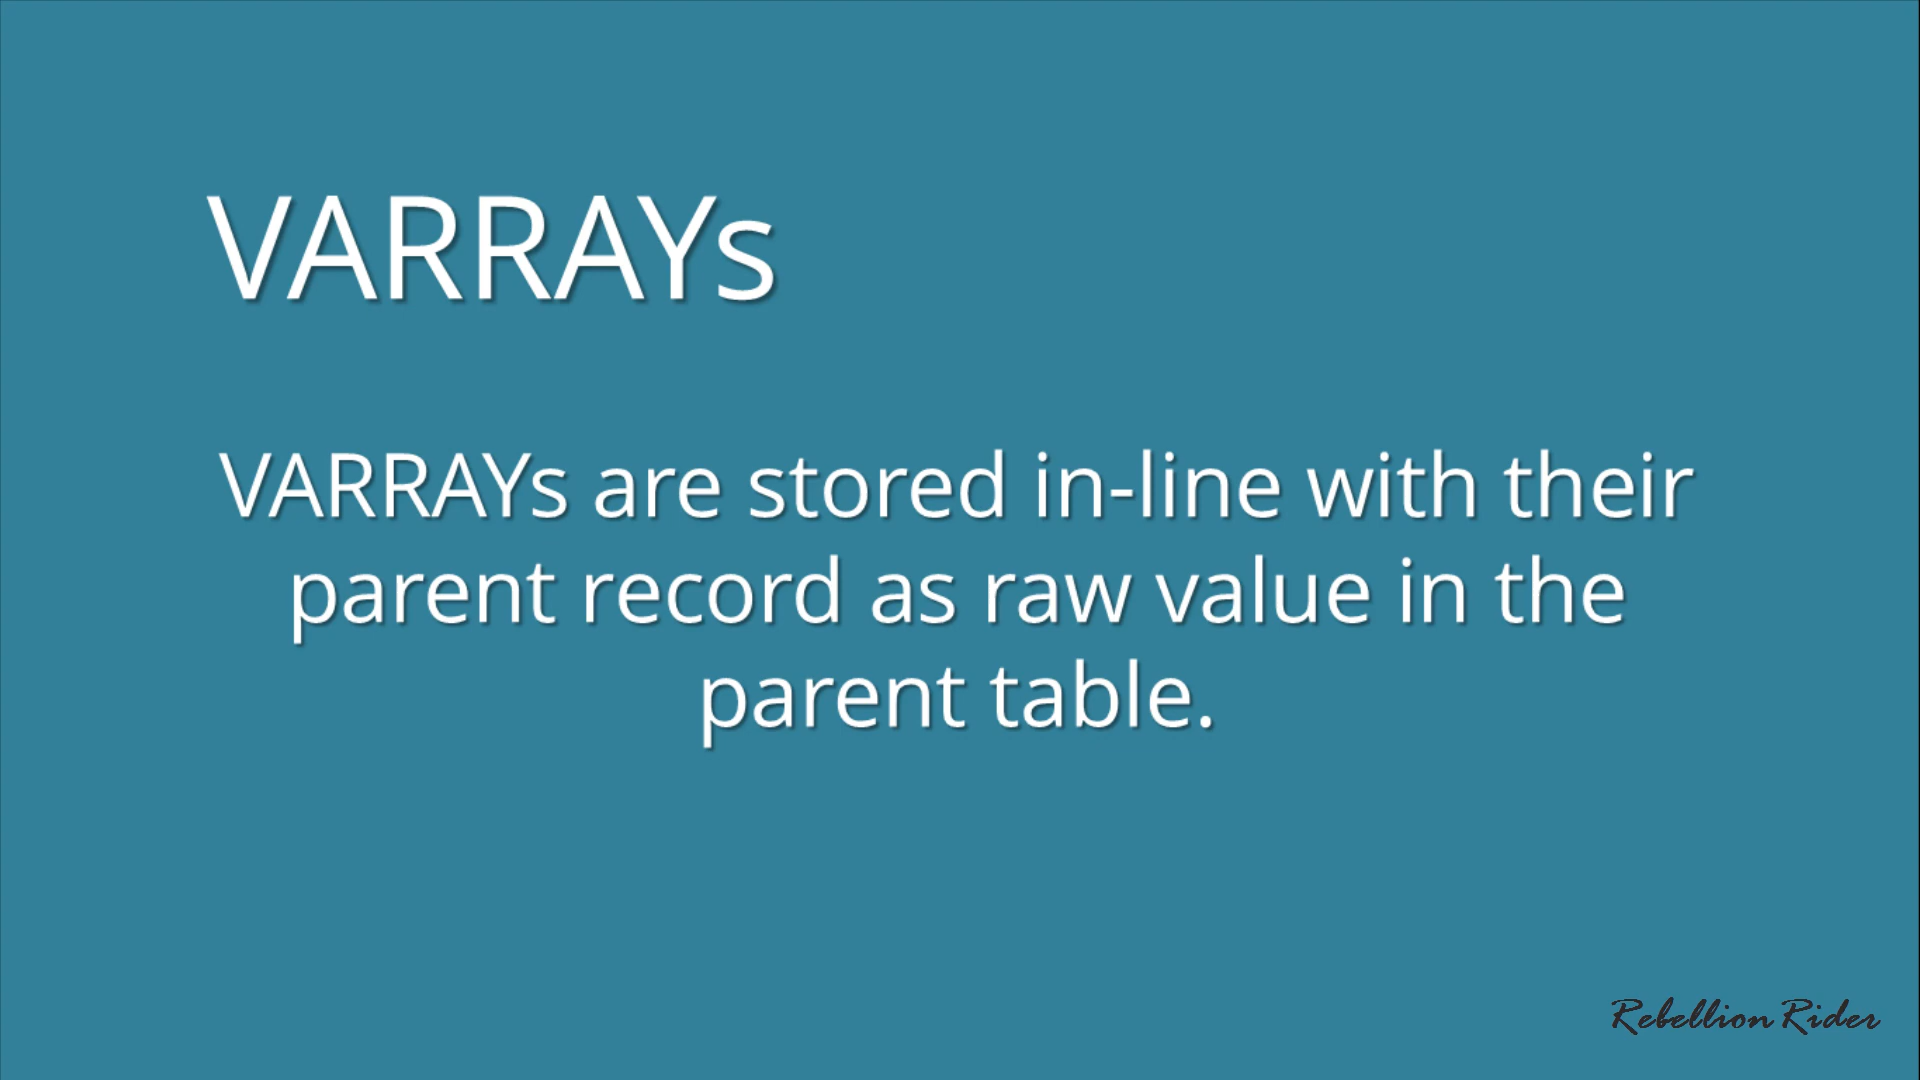 VARRAYs
VARRAYs are stored in-line with their
parent record as raw value in the
parent table.
Rebellion Rider